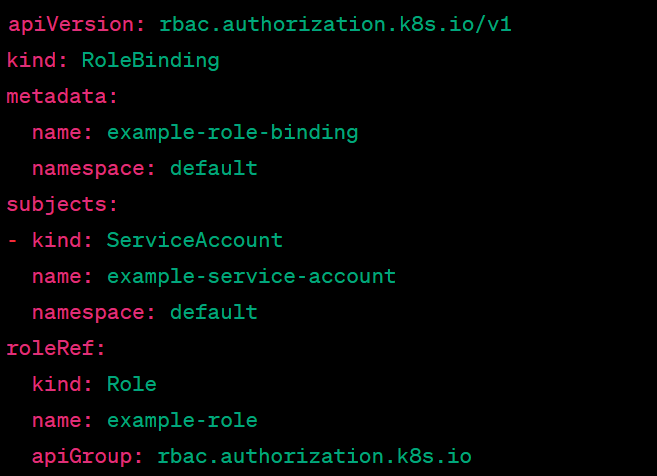 apiVersion: rbac.authorization.k8s.io/v1
kind: RoleBinding
metadata:
  name: example-role-binding
  namespace: default
subjects:
- kind: ServiceAccount
  name: example-service-account
  namespace: default
roleRef:
  kind: Role
  name: example-role
  apiGroup: rbac.authorization.k8s.io